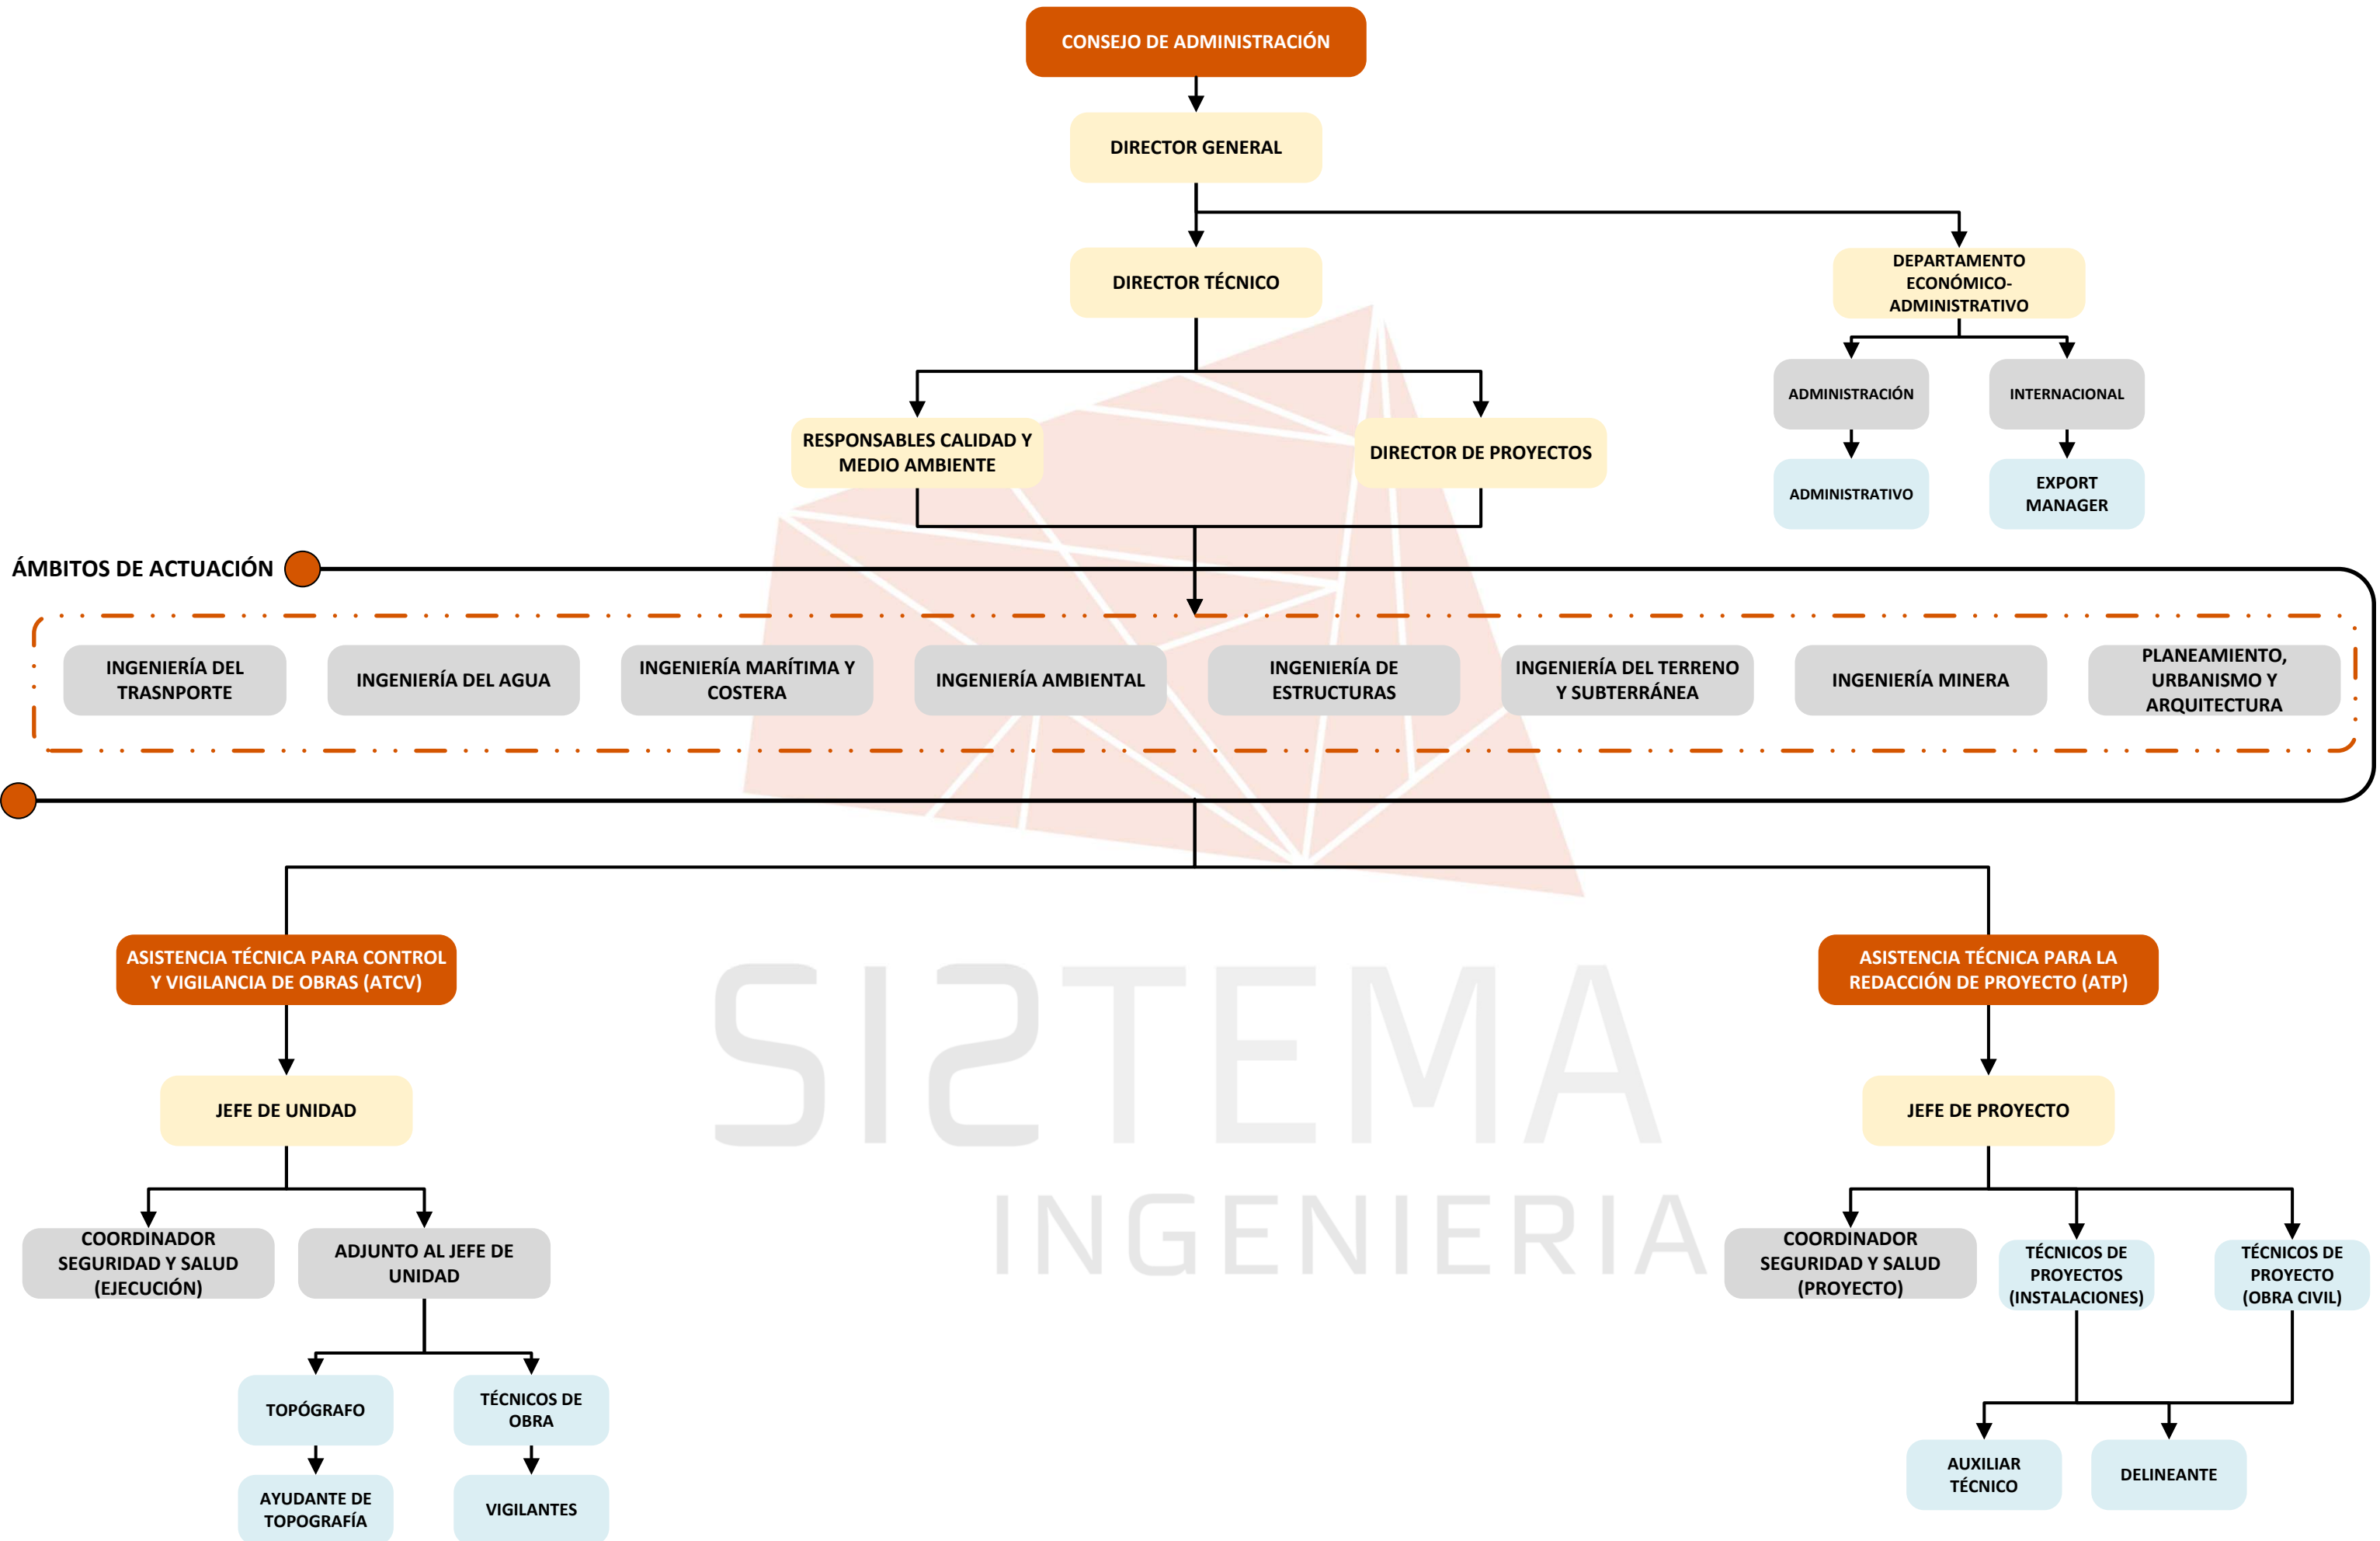 CONSEJO DE ADMINISTRACIÓN
DIRECTOR GENERAL
DIRECTOR TÉCNICO
DEPARTAMENTO
ECONÓMICO-
ADMINISTRATIVO
ADMINISTRACIÓN
INTERNACIONAL
RESPONSABLES CALIDAD Y
MEDIO AMBIENTE
DIRECTOR DE PROYECTOS
ADMINISTRATIVO
EXPORT
MANAGER
ÁMBITOS DE ACTUACIÓN
INGENIERÍA DEL
TRASNPORTE
INGENIERÍA DEL AGUA
INGENIERÍA MARÍTIMA Y
COSTERA
INGENIERÍA AMBIENTAL
INGENIERÍA DE
ESTRUCTURAS
INGENIERÍA DEL TERRENO
Y SUBTERRÁNEA
INGENIERÍA MINERA
PLANEAMIENTO,
URBANISMO Y
ARQUITECTURA
ASISTENCIA TÉCNICA PARA CONTROL
Y VIGILANCIA DE OBRAS (ATCV)
ASISTENCIA TÉCNICA PARA LA
REDACCIÓN DE PROYECTO (ATP)
SISTEMA
INGENIERIA
JEFE DE UNIDAD
JEFE DE PROYECTO
COORDINADOR
SEGURIDAD Y SALUD
(EJECUCIÓN)
ADJUNTO AL JEFE DE
UNIDAD
COORDINADOR
SEGURIDAD Y SALUD
(PROYECTO)
TÉCNICOS DE
PROYECTOS
(INSTALACIONES)
TÉCNICOS DE
PROYECTO
(OBRA CIVIL)
TOPÓGRAFO
TÉCNICOS DE
OBRA
AYUDANTE DE
TOPOGRAFÍA
VIGILANTES
AUXILIAR
TÉCNICO
DELINEANTE